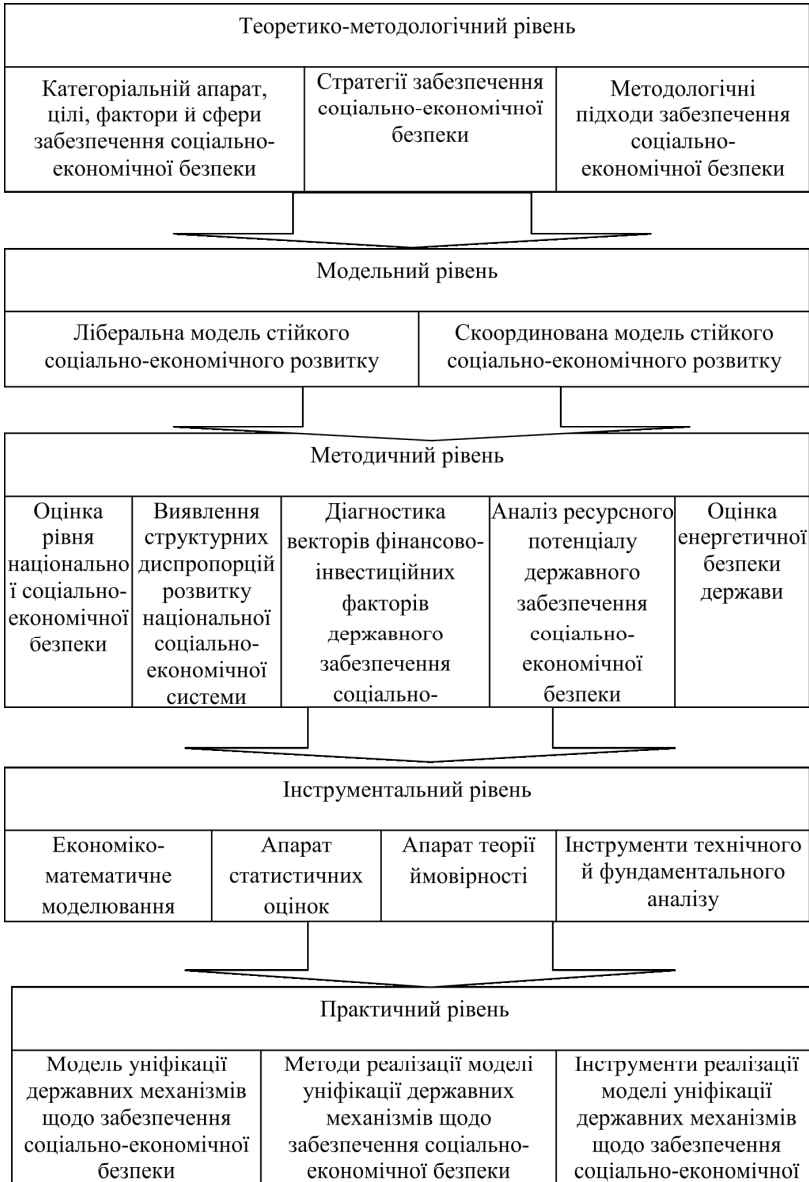 Теоретико-методологічний рівень
Категоріальній апарат,
цілі, фактори й сфери
забезпечення соціально-
економічної безпеки
Стратегії забезпечення
соціально-економічної
безпеки
Методологічні
підходи забезпечення
соціально-
економічної безпеки
Модельний рівень
Ліберальна модель стійкого
соціально-економічного розвитку
Скоординована модель стійкого
соціально-економічного розвитку
Методичний рівень
Оцінка
рівня
національно
ї соціально-
економічної
безпеки
Виявлення
структурних
диспропорцій
розвитку
національної
соціально-
економічної
системи
Діагностика
векторів фінансово-
інвестиційних
факторів
державного
забезпечення
соціально-
Аналіз ресурсного
потенціалу
державного
забезпечення
соціально-
економічної
безпеки
Оцінка
енергетичної
безпеки
держави
Інструментальний рівень
Економіко-
математичне
моделювання
Апарат
статистичних
оцінок
Апарат теорії
ймовірності
Інструменти технічного
й фундаментального
аналізу
Практичний рівень
Модель уніфікації
державних механізмів
щодо забезпечення
соціально-економічної
безпеки
Методи реалізації моделі
уніфікації державних
механізмів щодо
забезпечення соціально-
економічної безпеки
Інструменти реалізації
моделі уніфікації
державних механізмів
щодо забезпечення
соціально-економічної